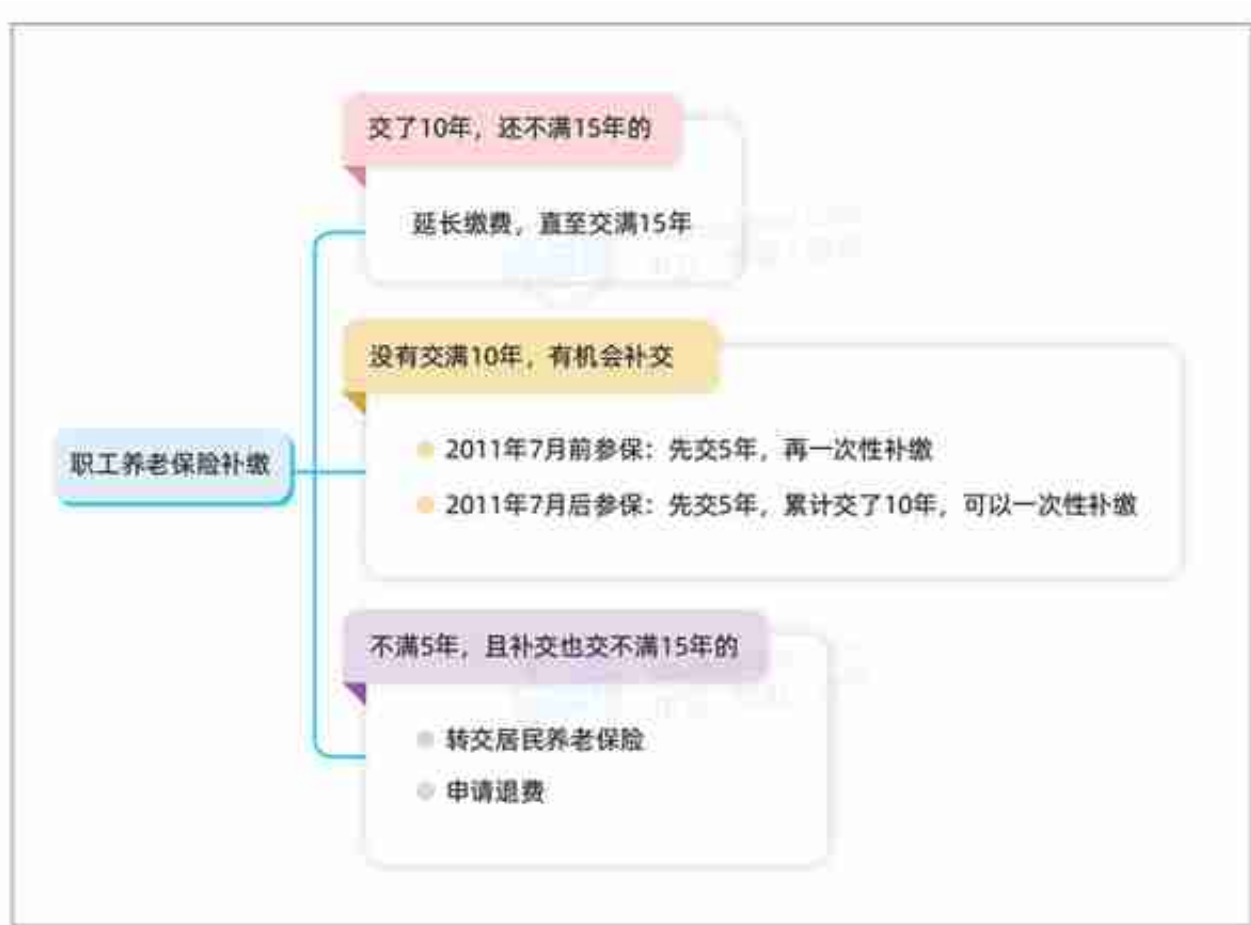 交了10年，还不满15年的
延长缴费，直至交满15年
没有交满10年，有机会补交
2011年7月前参保：先交5年，再一次性补缴
2011年7月后参保：先交5年，累计交了10年，可以一次性补缴
职工养老保险补缴
不满5年，且补交也交不满15年的
转交居民养老保险
申请退费